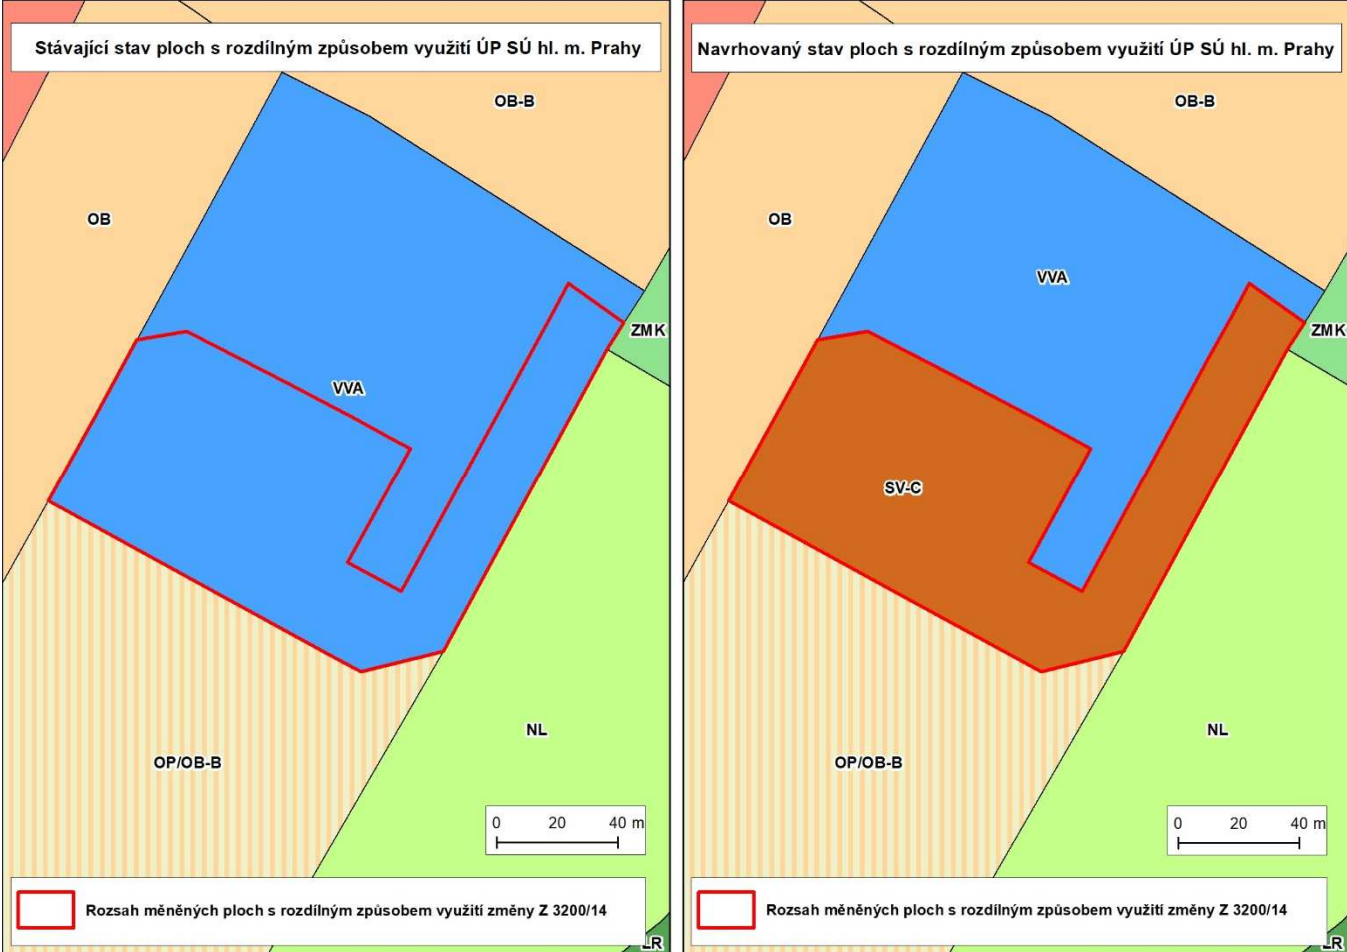 Stávající stav ploch s rozdílným způsobem využití ÚP SÚ hl. m. Prahy
OB-B
OB
ZMK
VVA
NL
OP/OB-B
0 20 40 m
Rozsah měněných ploch s rozdílným způsobem využití změny Z 3200/14
LR
Navrhovaný stav ploch s rozdílným způsobem využití ÚP SÚ hl. m. Prahy
OB-B
OB
VVA
ZMK
SV-C
NL
OP/OB-B
0 20 40 m
Rozsah měněných ploch s rozdílným způsobem využití změny Z 3200/14
LR